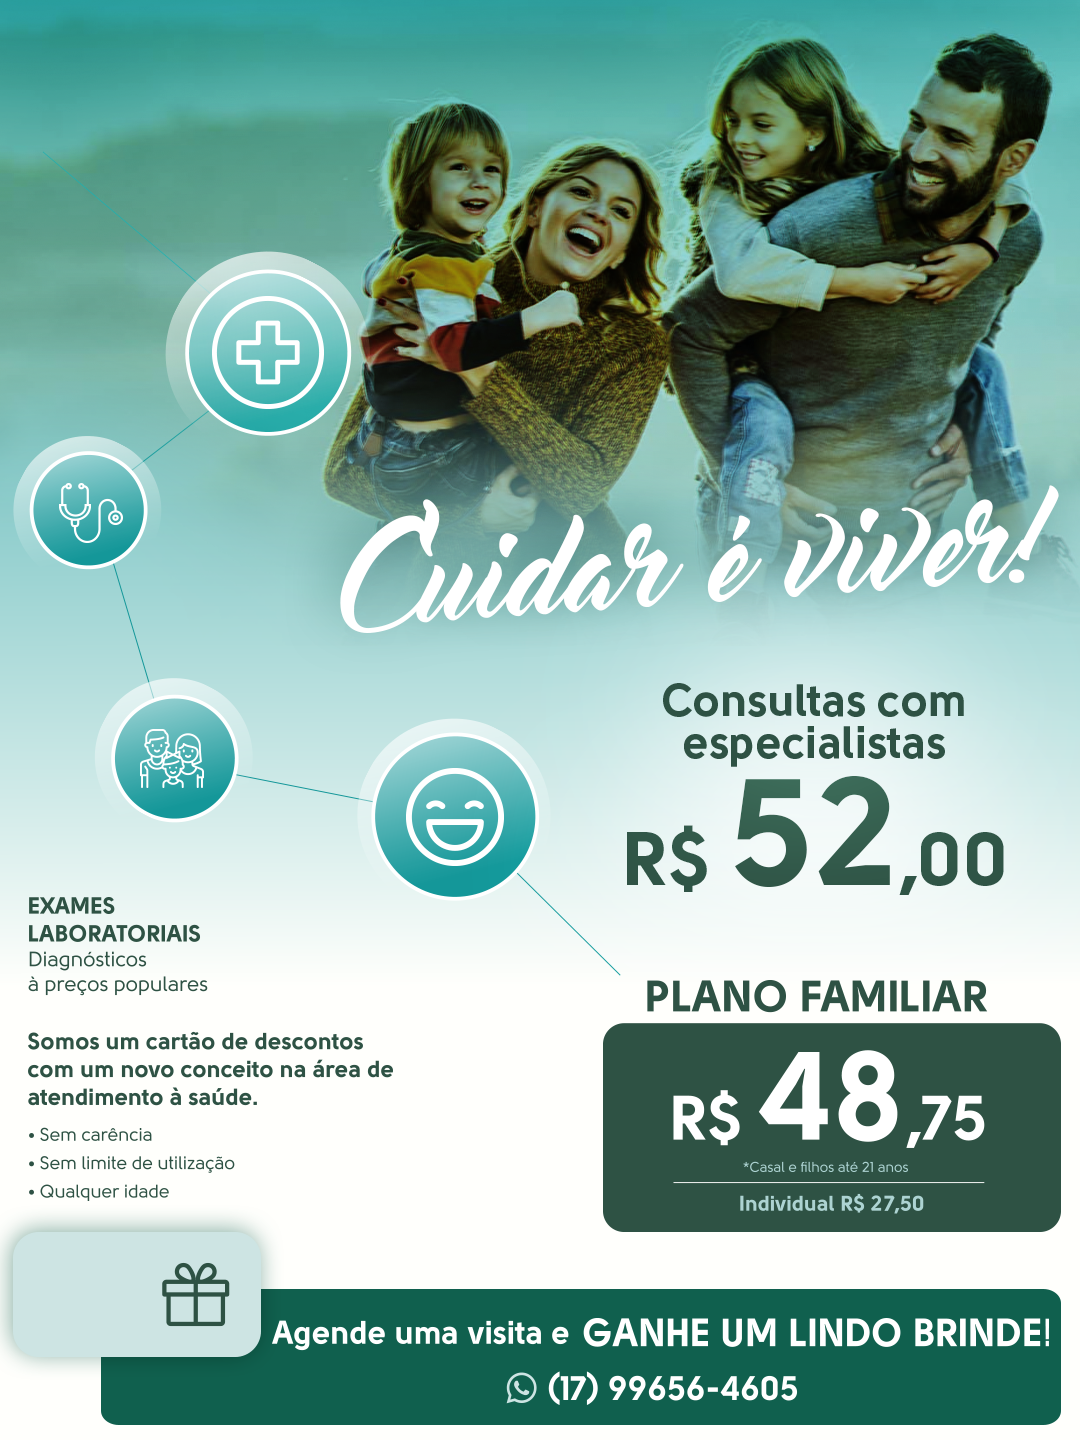 Cuidar é viver!
Consultas com
especialistas
R$ 52,00
EXAMES
LABORATORIAIS
Diagnósticos
à preços populares
Somos um cartão de descontos
com um novo conceito na área de
atendimento à saúde.
• Sem carência
• Sem limite de utilização
• Qualquer idade
PLANO FAMILIAR
R$ 48,75
*Casal e filhos até 21 anos
Individual R$ 27,50
Agende uma visita e GANHE UM LINDO BRINDE!
(17) 99656-4605